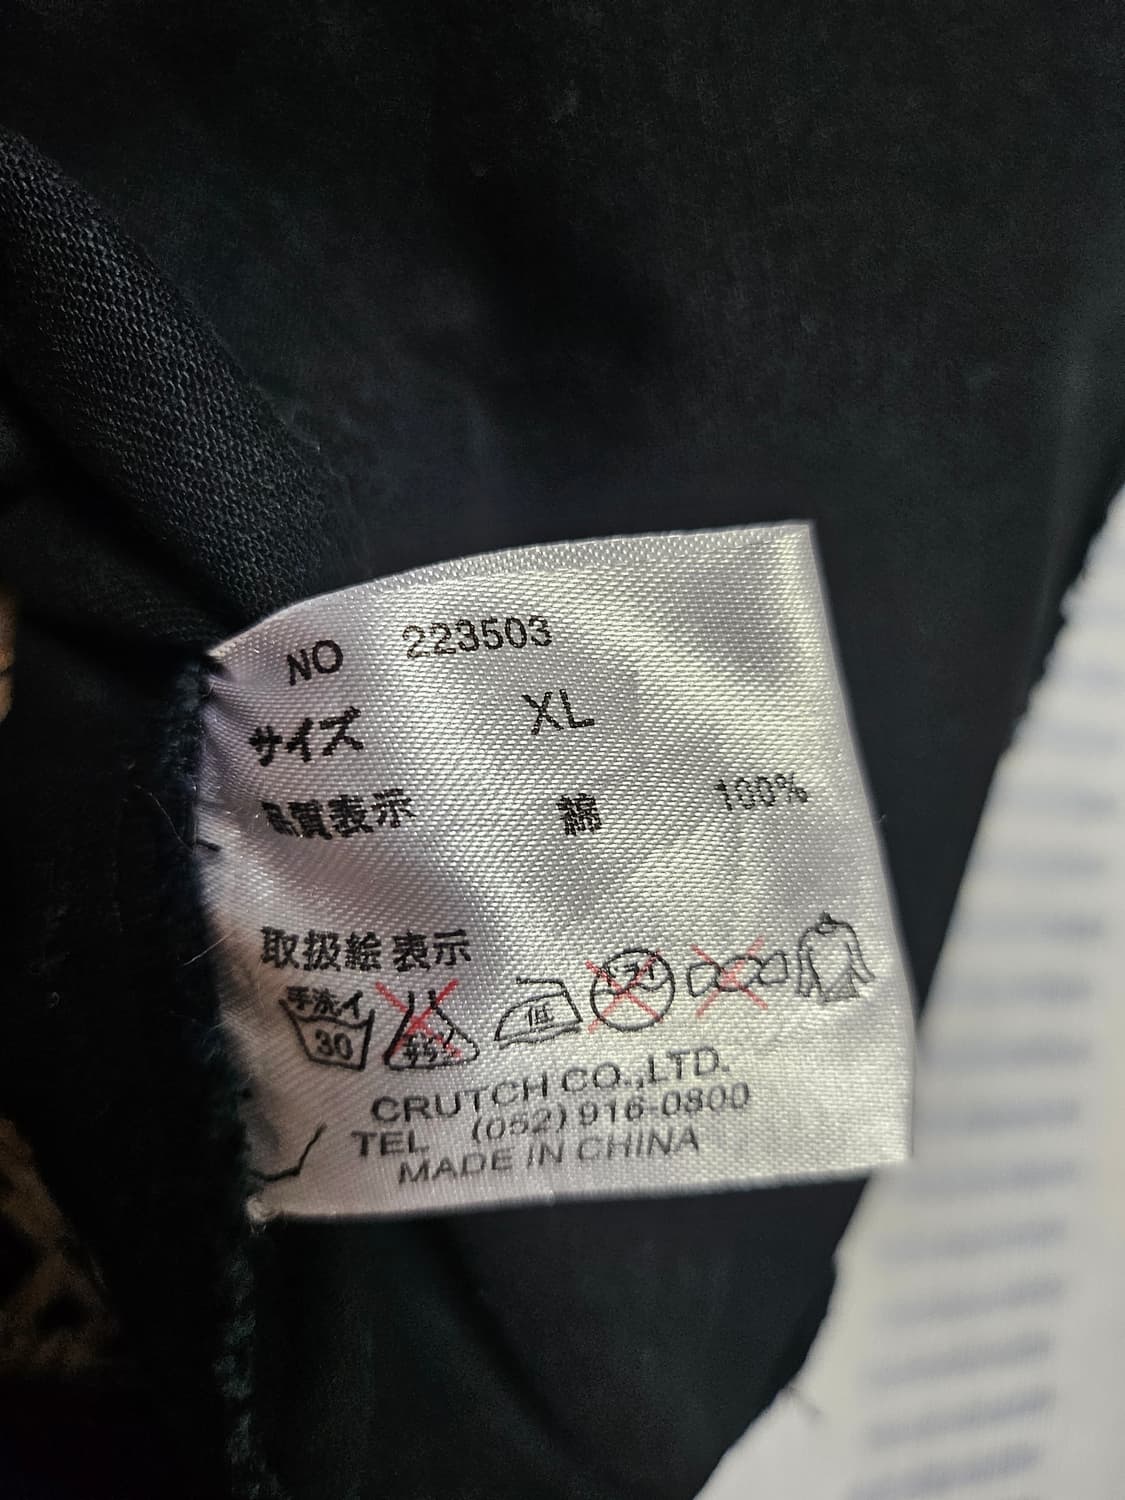 NO 223503
サイズ XL
品質表示 綿 100%
取扱絵表示
手洗イ 30 低
CRUTCH CO.,LTD.
TEL (052) 916-0800
MADE IN CHINA